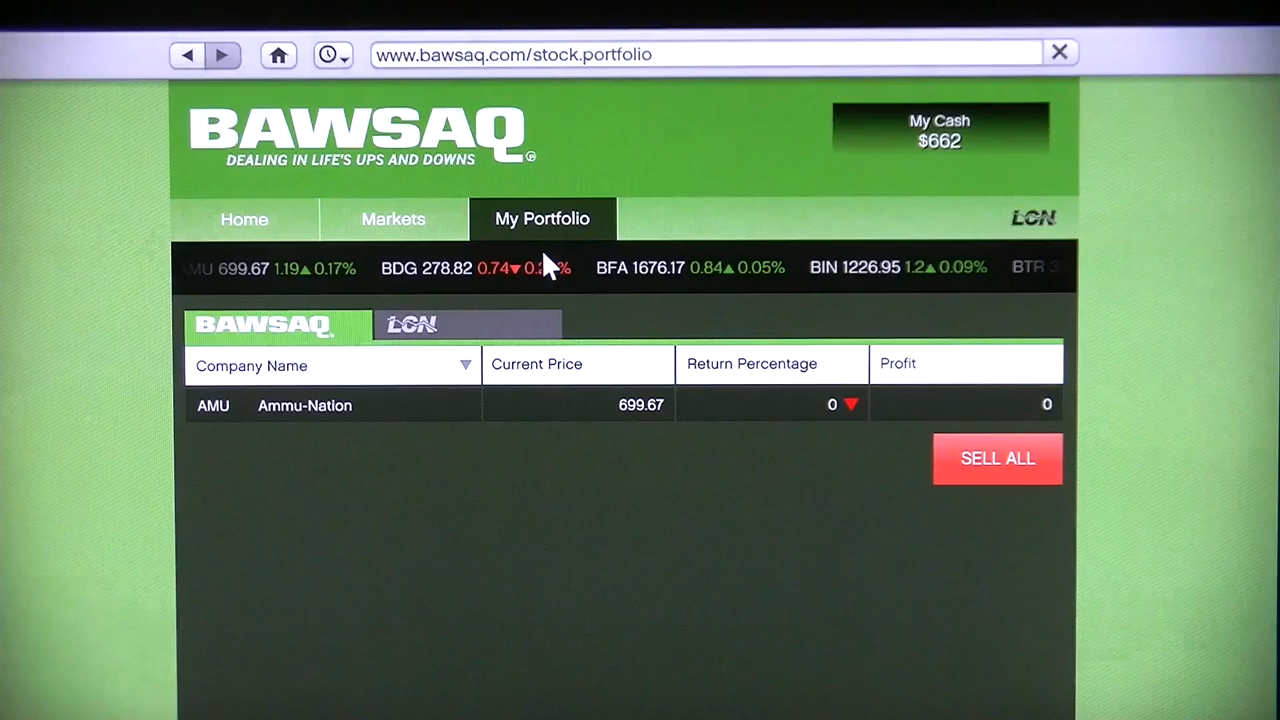 www.bawsaq.com/stock.portfolio
BAWSAQ
DEALING IN LIFE'S UPS AND DOWNS
My Cash
$662
Home Markets My Portfolio LCN
MU 699.67 1.19▲0.17% BDG 278.82 0.74▼ BFA 1676.17 0.84▲0.05% BIN 1226.95 1.2▲0.09% BTR
BAWSAQ LCN
Company Name ▼ Current Price Return Percentage Profit
AMU Ammu-Nation 699.67 0 ▼ 0
SELL ALL